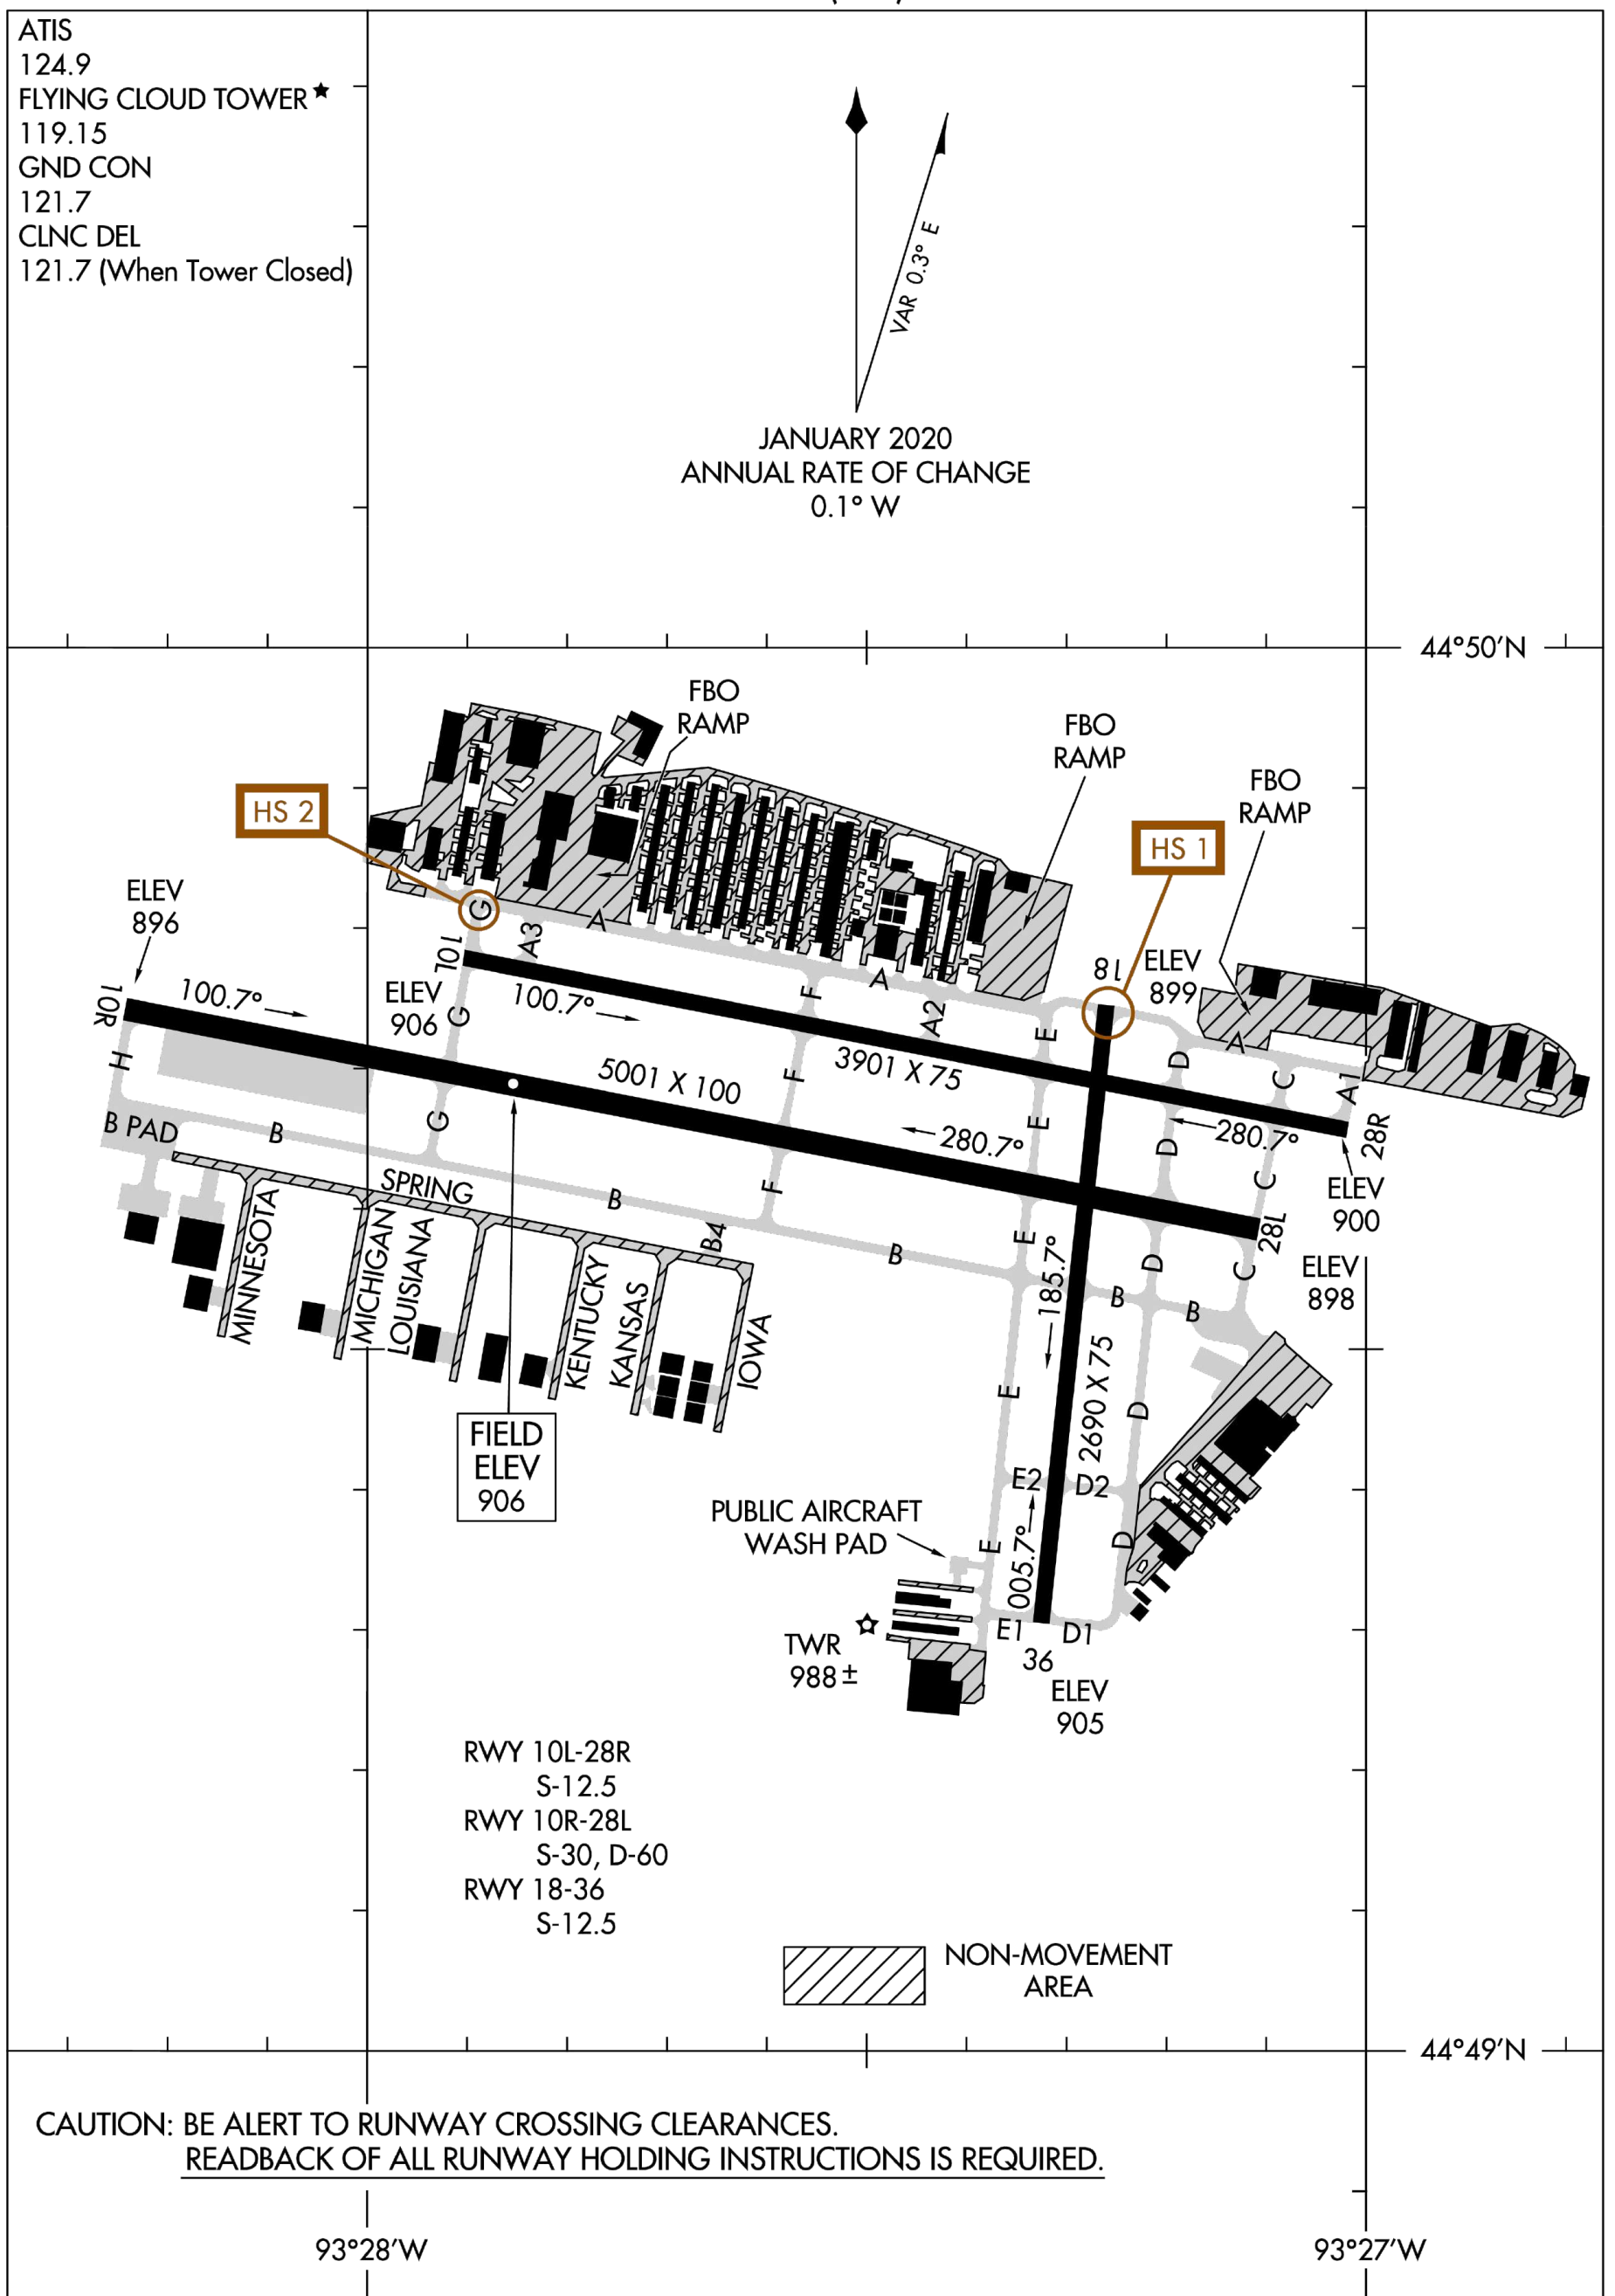 ATIS
124.9
FLYING CLOUD TOWER
119.15
GND CON
121.7
CLNC DEL
121.7 (When Tower Closed)
VAR 0.3° E
JANUARY 2020
ANNUAL RATE OF CHANGE
0.1° W
44°50'N
FBO
RAMP
FBO
RAMP
FBO
RAMP
HS 2
HS 1
ELEV
896
10R
100.7°
ELEV
906
10L
100.7°
G
G
G
A3
A
A
A2
A
A1
F
F
F
E
E
E
E
E
18
ELEV
899
D
D
D
D
D
C
C
C
H
B PAD
B
B
B
B
B
B4
5001 X 100
3901 X 75
280.7°
280.7°
28R
ELEV
900
28L
ELEV
898
SPRING
MINNESOTA
MICHIGAN
LOUISIANA
KENTUCKY
KANSAS
IOWA
185.7°
2690 X 75
FIELD
ELEV
906
E2
D2
PUBLIC AIRCRAFT
WASH PAD
005.7°
TWR
988±
E1
D1
36
ELEV
905
RWY 10L-28R
S-12.5
RWY 10R-28L
S-30, D-60
RWY 18-36
S-12.5
NON-MOVEMENT
AREA
44°49'N
CAUTION: BE ALERT TO RUNWAY CROSSING CLEARANCES.
READBACK OF ALL RUNWAY HOLDING INSTRUCTIONS IS REQUIRED.
93°28'W
93°27'W